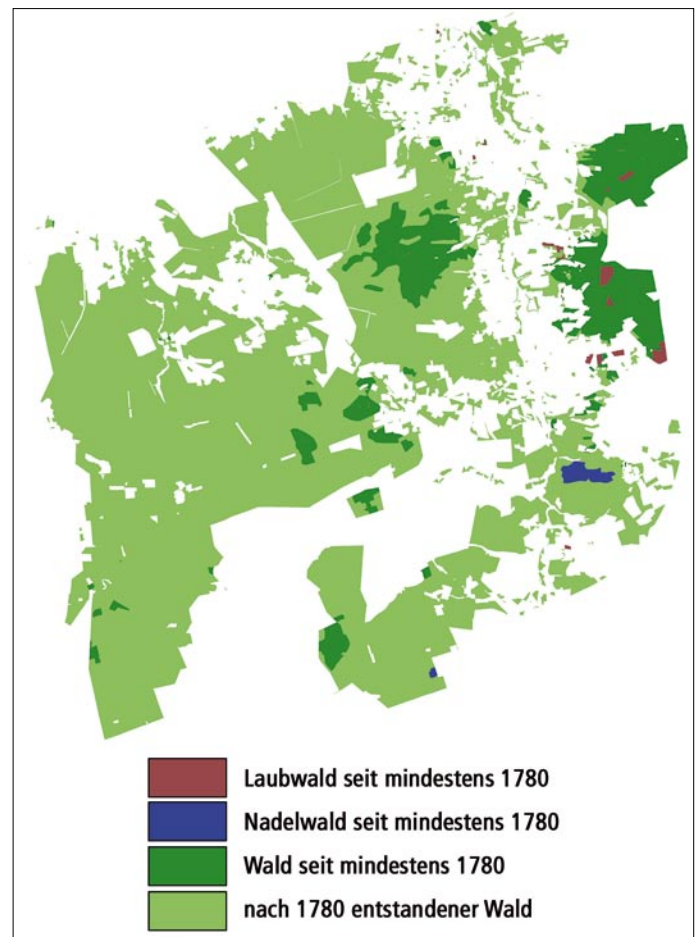 Laubwald seit mindestens 1780
Nadelwald seit mindestens 1780
Wald seit mindestens 1780
nach 1780 entstandener Wald